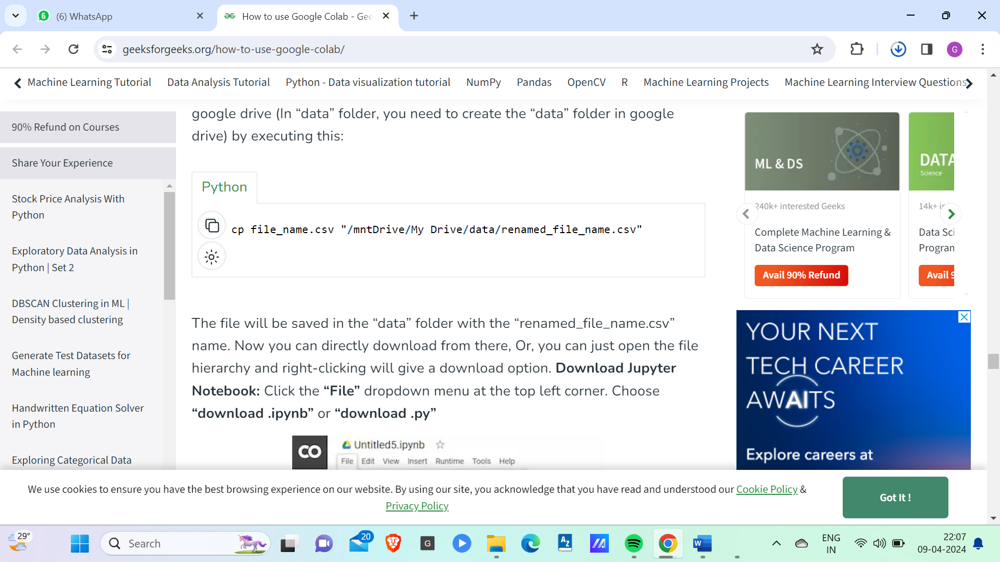 6
(6) WhatsApp
How to use Google Colab - Gee
geeksforgeeks.org/how-to-use-google-colab/
G
Machine Learning Tutorial Data Analysis Tutorial Python - Data visualization tutorial NumPy Pandas OpenCV R Machine Learning Projects Machine Learning Interview Questions
90% Refund on Courses
Share Your Experience
Stock Price Analysis With
Python
Exploratory Data Analysis in
Python | Set 2
DBSCAN Clustering in ML |
Density based clustering
Generate Test Datasets for
Machine learning
Handwritten Equation Solver
in Python
Exploring Categorical Data
google drive (In “data” folder, you need to create the “data” folder in google
drive) by executing this:
Python
cp file_name.csv "/mntDrive/My Drive/data/renamed_file_name.csv"
The file will be saved in the “data” folder with the “renamed_file_name.csv”
name. Now you can directly download from there, Or, you can just open the file
hierarchy and right-clicking will give a download option. Download Jupyter
Notebook: Click the “File” dropdown menu at the top left corner. Choose
“download .ipynb” or “download .py”
CO
Untitled5.ipynb
File Edit View Insert Runtime Tools Help
ML & DS
240k+ interested Geeks
Complete Machine Learning &
Data Science Program
Avail 90% Refund
DATA
Science
14k+ i
Data Sci
Program
Avail 9
YOUR NEXT
TECH CAREER
AWAITS
Explore careers at
We use cookies to ensure you have the best browsing experience on our website. By using our site, you acknowledge that you have read and understood our Cookie Policy &
Privacy Policy
Got It !
29°
Search
20
G
A
Z
W
ENG
IN
22:07
09-04-2024